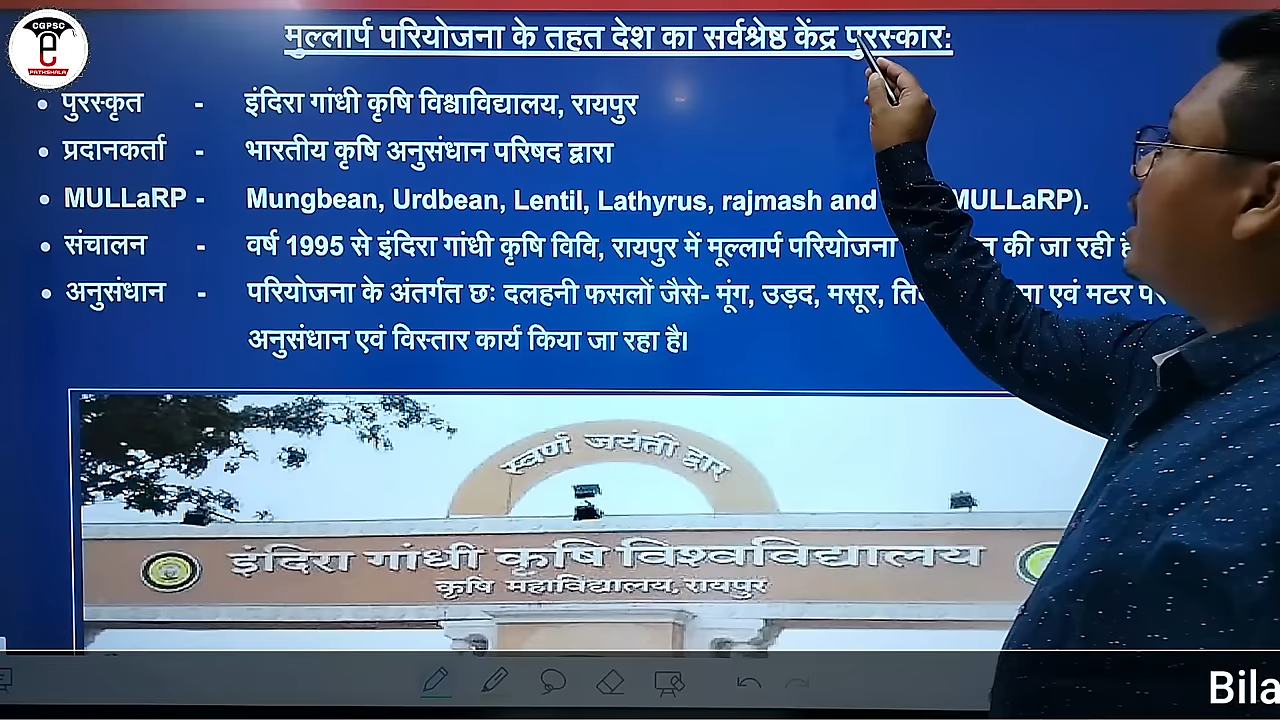 CGPSC
e
PATHSHALA
मुल्लार्प परियोजना के तहत देश का सर्वश्रेष्ठ केंद्र पुरस्कार:
• पुरस्कृत - इंदिरा गांधी कृषि विश्वाविद्यालय, रायपुर
• प्रदानकर्ता - भारतीय कृषि अनुसंधान परिषद द्वारा
• MULLaRP - Mungbean, Urdbean, Lentil, Lathyrus, rajmash and MULLaRP).
• संचालन - वर्ष 1995 से इंदिरा गांधी कृषि विवि, रायपुर में मूल्लार्प परियोजना की जा रही
• अनुसंधान - परियोजना के अंतर्गत छः दलहनी फसलों जैसे- मूंग, उड़द, मसूर, एवं मटर
अनुसंधान एवं विस्तार कार्य किया जा रहा है।
स्वर्ण जयंती द्वार
इंदिरा गांधी कृषि विश्वविद्यालय
कृषि महाविद्यालय, रायपुर
Bila